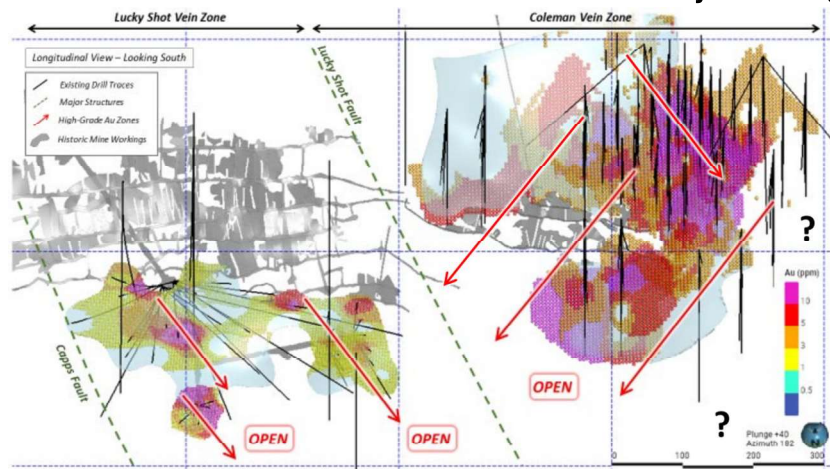 Lucky Shot Vein Zone
Coleman Vein Zone
Longitudinal View – Looking South
Existing Drill Traces
Major Structures
High-Grade Au Zones
Historic Mine Workings
Lucky Shot Fault
Capps Fault
?
Au (ppm)
10
5
3
1
0.5
OPEN
OPEN
OPEN
?
Plunge +40
Azimuth 182
0 100 200 300